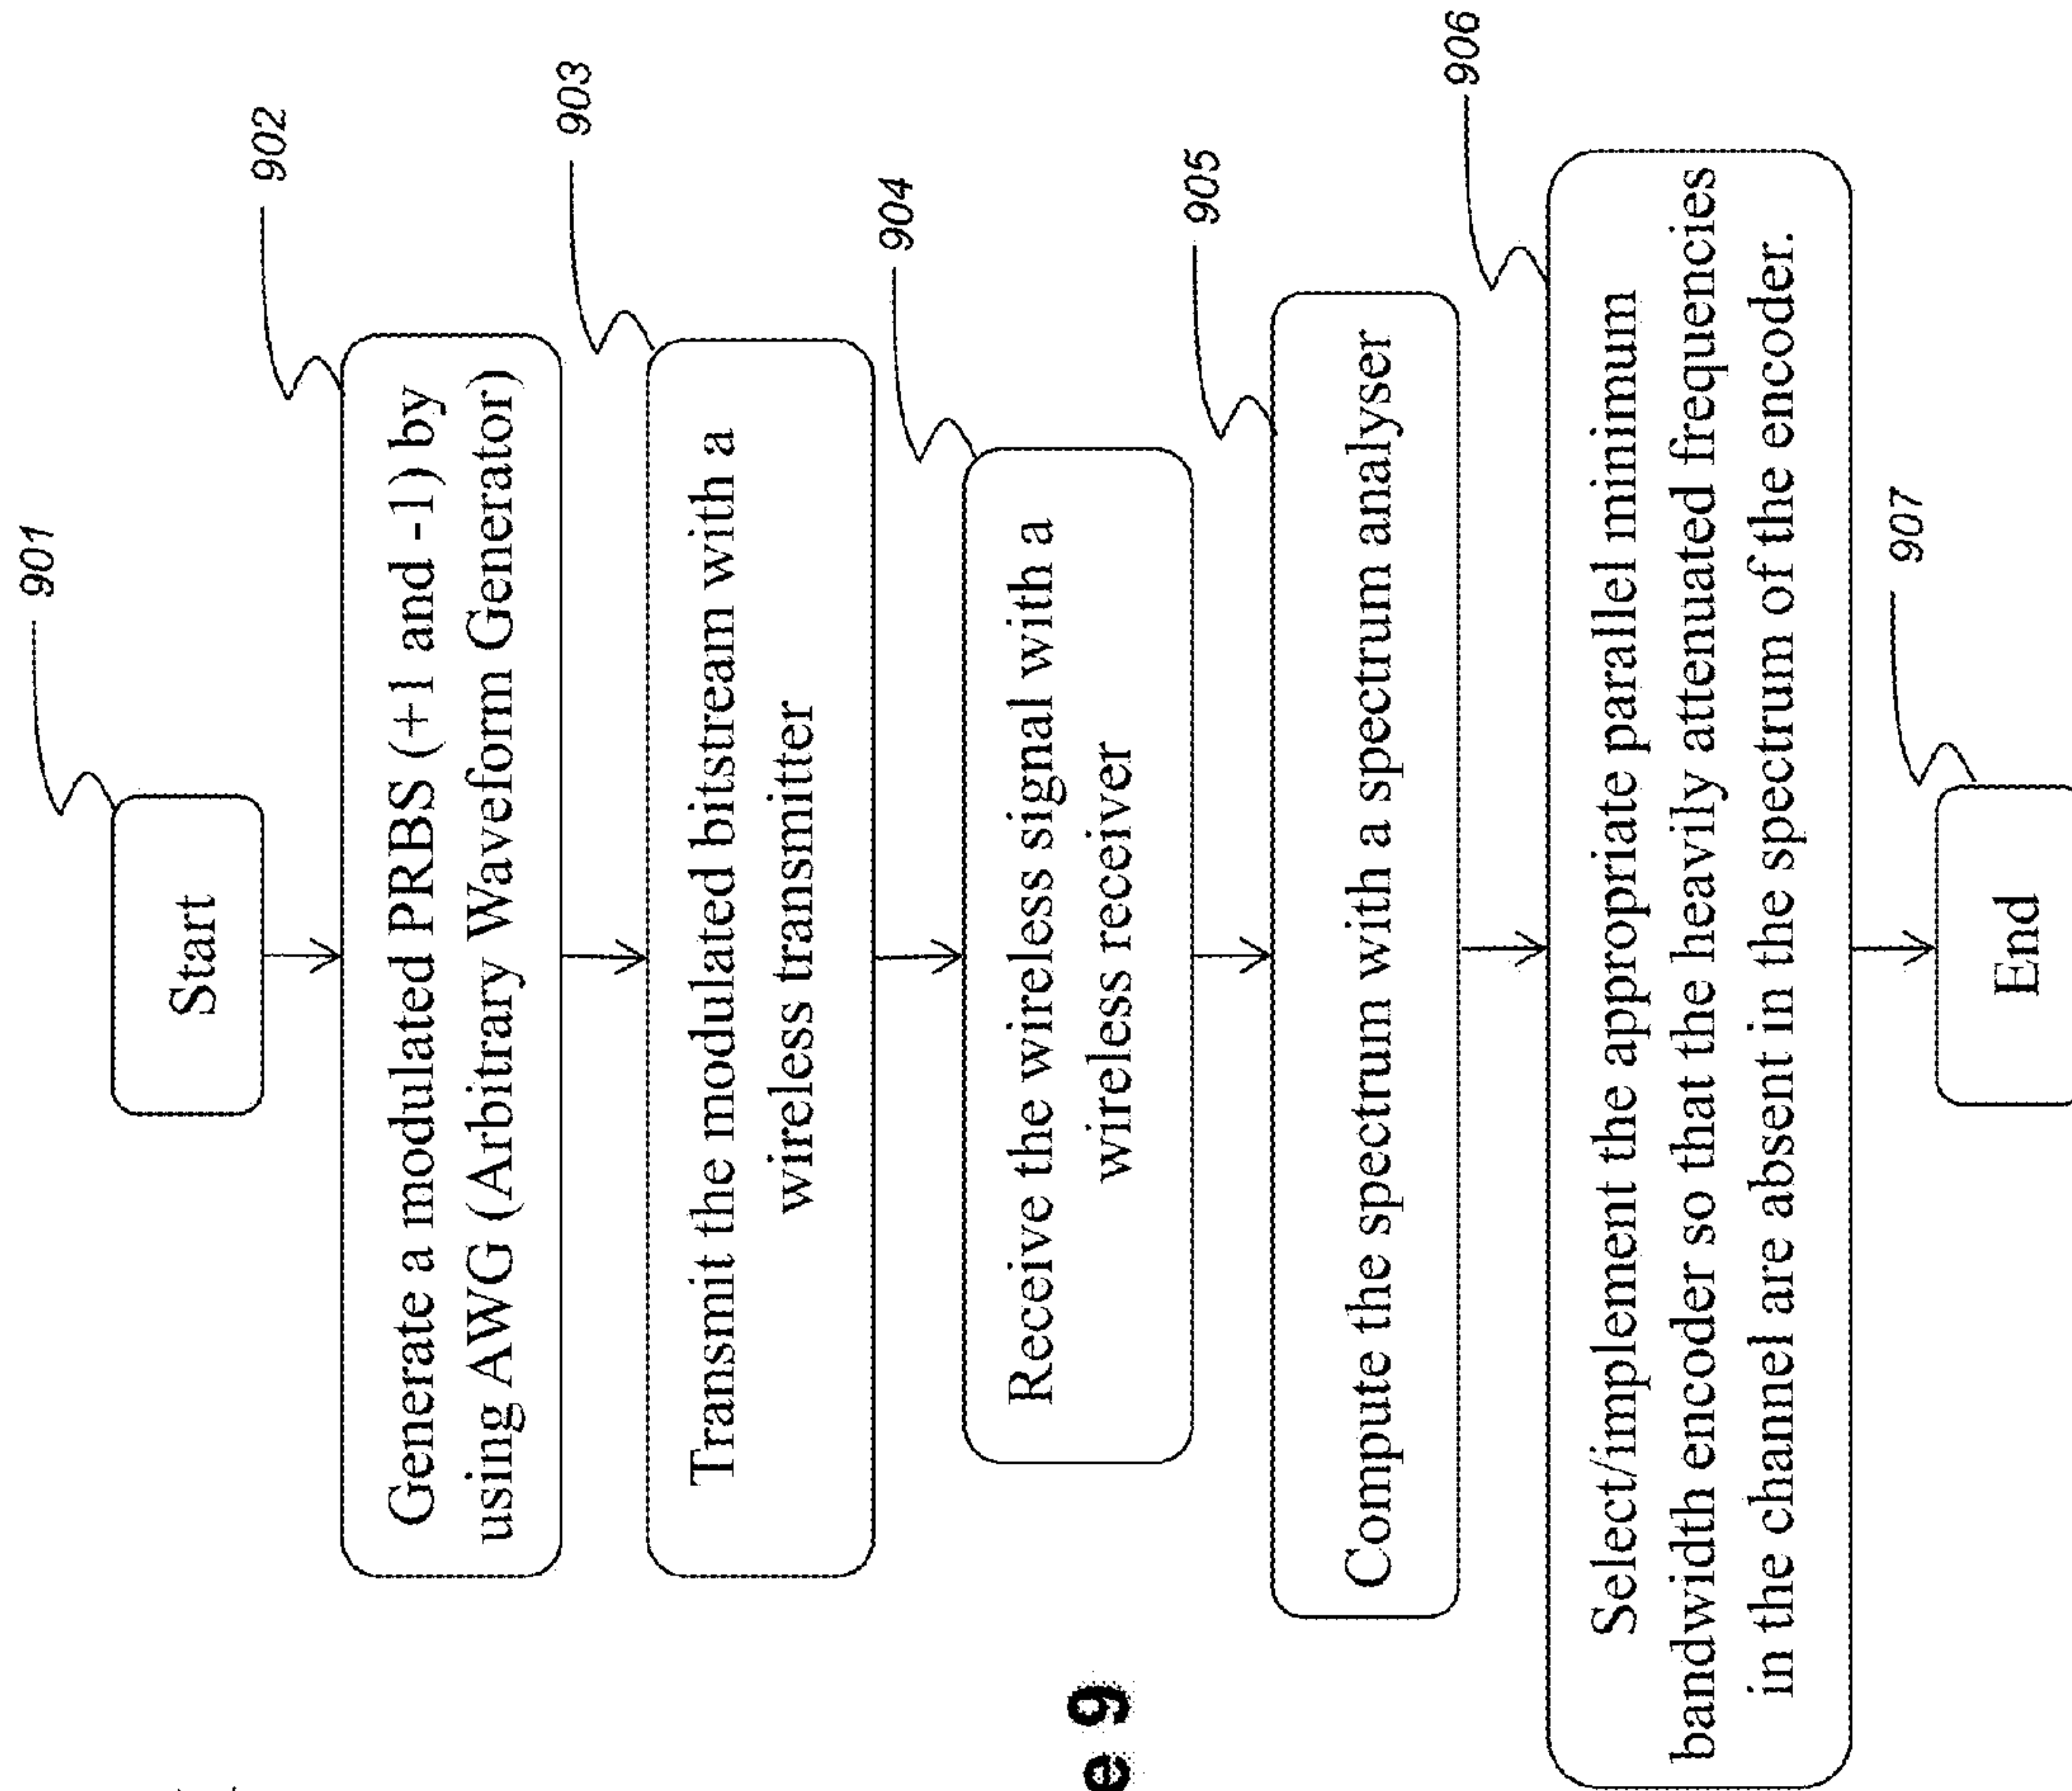 901
Start
902
Generate a modulated PRBS (+1 and -1) by
using AWG (Arbitrary Waveform Generator)
903
Transmit the modulated bitstream with a
wireless transmitter
904
Receive the wireless signal with a
wireless receiver
905
Compute the spectrum with a spectrum analyser
906
Select/implement the appropriate parallel minimum
bandwidth encoder so that the heavily attenuated frequencies
in the channel are absent in the spectrum of the encoder.
907
End
e 9